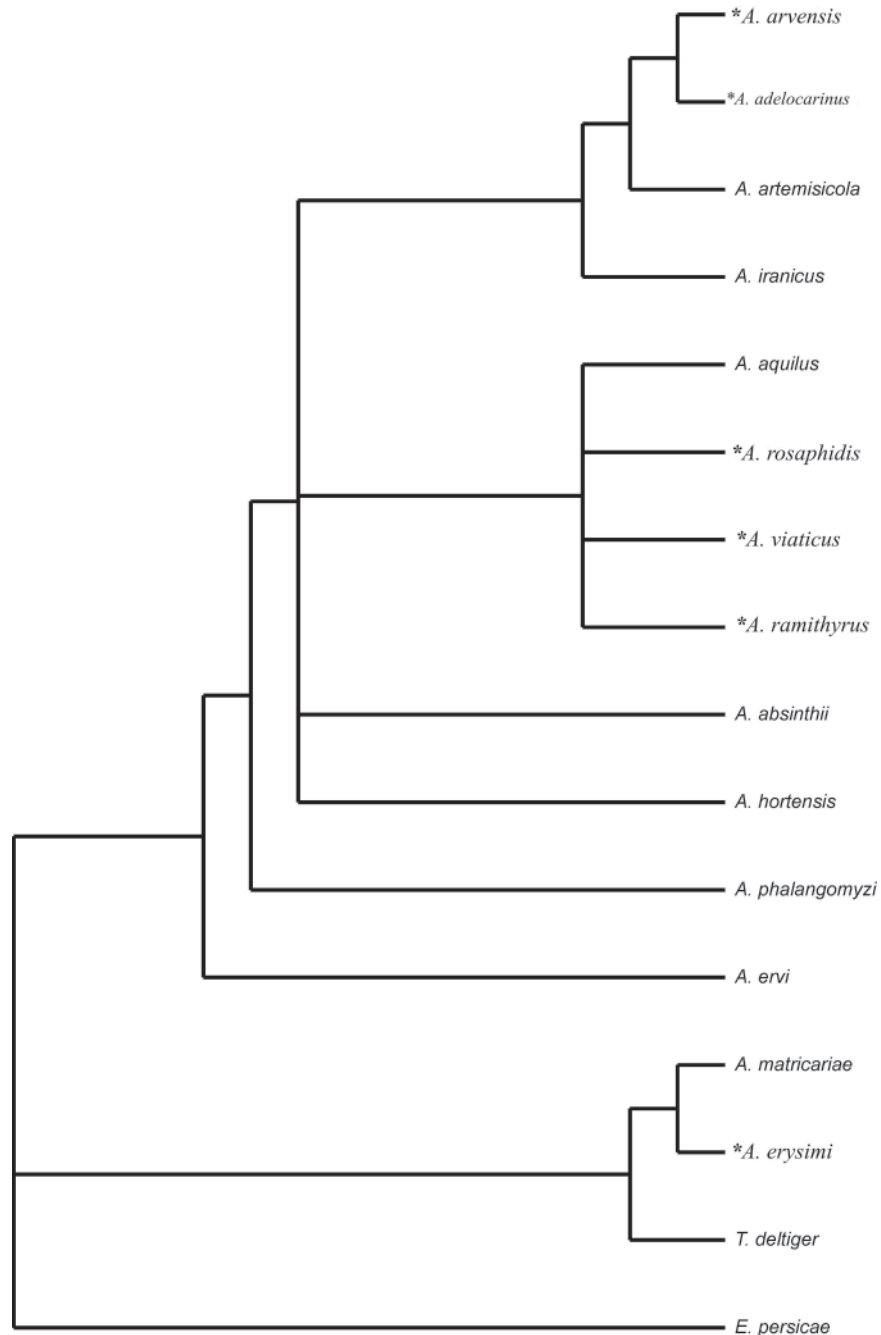 *A. arvensis
*A. adelocarinus
A. artemisicola
A. iranicus
A. aquilus
*A. rosaphidis
*A. viaticus
*A. ramithyrus
A. absinthii
A. hortensis
A. phalangomyzi
A. ervi
A. matricariae
*A. erysimi
T. deltiger
E. persicae